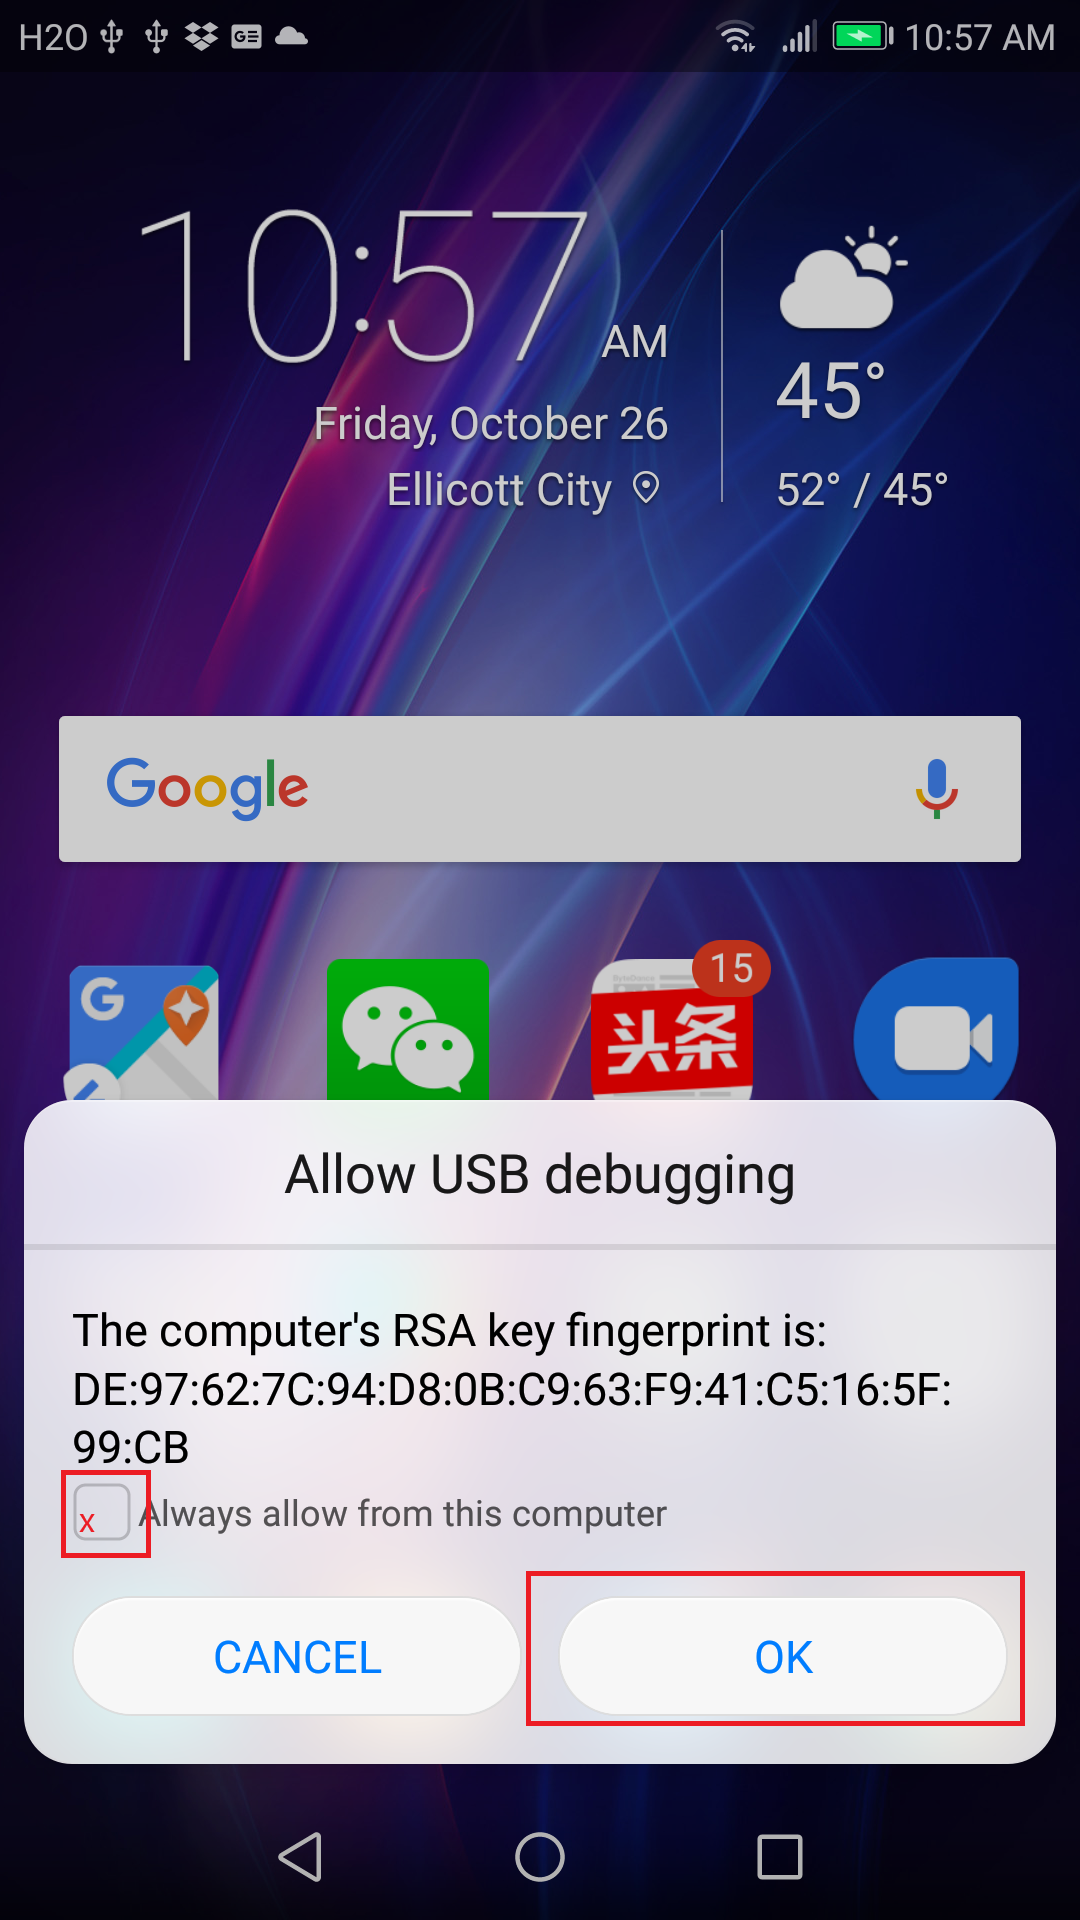 H2O 10:57 AM
10:57 AM
45°
Friday, October 26
Ellicott City
52° / 45°
Google
G
15
ByteDance
头条
Allow USB debugging
The computer's RSA key fingerprint is:
DE:97:62:7C:94:D8:0B:C9:63:F9:41:C5:16:5F:
99:CB
x Always allow from this computer
CANCEL OK